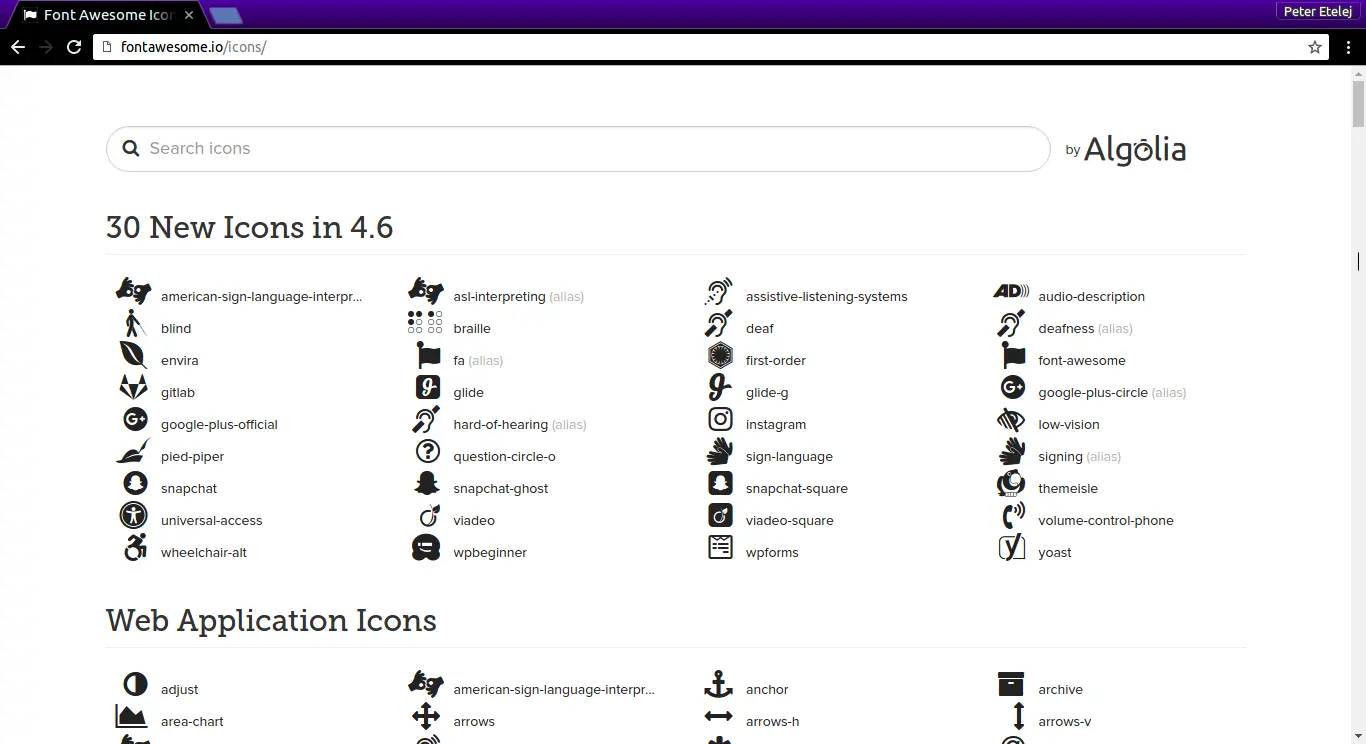 Font Awesome Icon
Peter Etelej
fontawesome.io/icons/
Search icons
by Algolia
30 New Icons in 4.6
american-sign-language-interpr... asl-interpreting (alias) assistive-listening-systems audio-description
blind braille deaf deafness (alias)
envira fa (alias) first-order font-awesome
gitlab glide glide-g google-plus-circle (alias)
google-plus-official hard-of-hearing (alias) instagram low-vision
pied-piper question-circle-o sign-language signing (alias)
snapchat snapchat-ghost snapchat-square themeisle
universal-access viadeo viadeo-square volume-control-phone
wheelchair-alt wpbeginner wpforms yoast
Web Application Icons
adjust american-sign-language-interpr... anchor archive
area-chart arrows arrows-h arrows-v